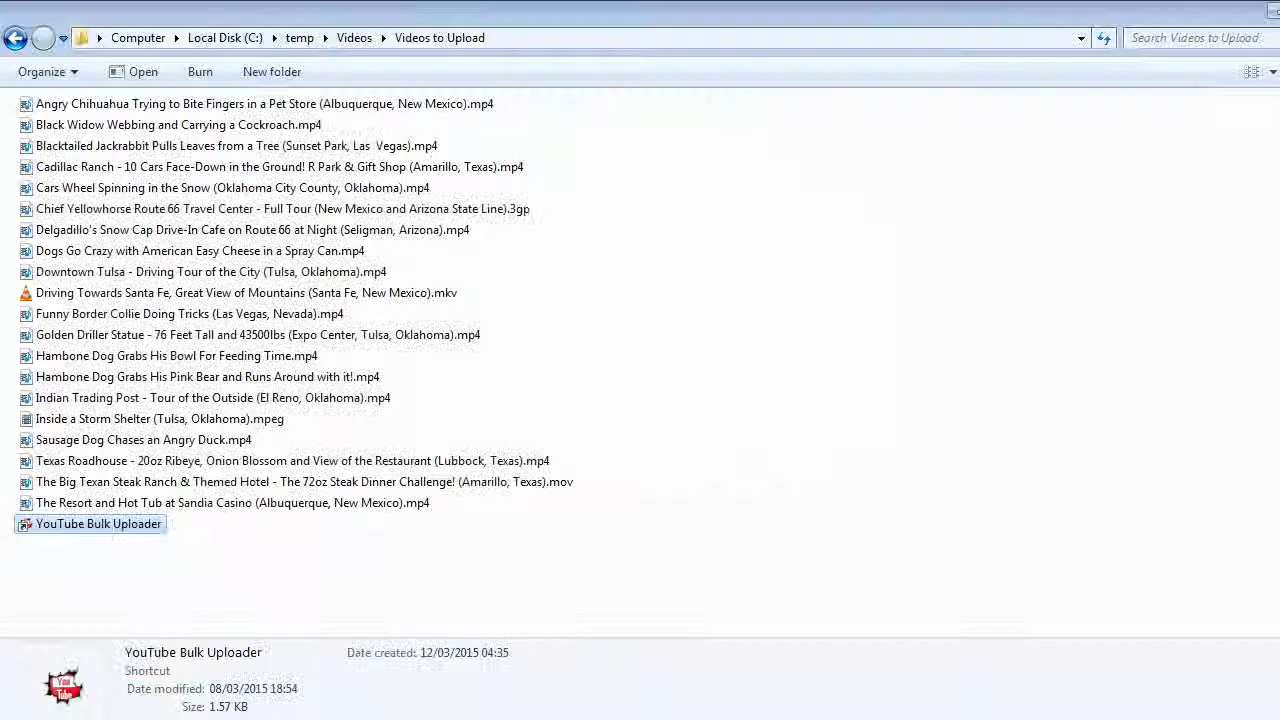 Computer Local Disk (C:) temp Videos Videos to Upload Search Videos to Upload
Organize Open Burn New folder
Angry Chihuahua Trying to Bite Fingers in a Pet Store (Albuquerque, New Mexico).mp4
Black Widow Webbing and Carrying a Cockroach.mp4
Blacktailed Jackrabbit Pulls Leaves from a Tree (Sunset Park, Las  Vegas).mp4
Cadillac Ranch - 10 Cars Face-Down in the Ground! R Park & Gift Shop (Amarillo, Texas).mp4
Cars Wheel Spinning in the Snow (Oklahoma City County, Oklahoma).mp4
Chief Yellowhorse Route 66 Travel Center - Full Tour (New Mexico and Arizona State Line).3gp
Delgadillo's Snow Cap Drive-In Cafe on Route 66 at Night (Seligman, Arizona).mp4
Dogs Go Crazy with American Easy Cheese in a Spray Can.mp4
Downtown Tulsa - Driving Tour of the City (Tulsa, Oklahoma).mp4
Driving Towards Santa Fe, Great View of Mountains (Santa Fe, New Mexico).mkv
Funny Border Collie Doing Tricks (Las Vegas, Nevada).mp4
Golden Driller Statue - 76 Feet Tall and 43500lbs (Expo Center, Tulsa, Oklahoma).mp4
Hambone Dog Grabs His Bowl For Feeding Time.mp4
Hambone Dog Grabs His Pink Bear and Runs Around with it!.mp4
Indian Trading Post - Tour of the Outside (El Reno, Oklahoma).mp4
Inside a Storm Shelter (Tulsa, Oklahoma).mpeg
Sausage Dog Chases an Angry Duck.mp4
Texas Roadhouse - 20oz Ribeye, Onion Blossom and View of the Restaurant (Lubbock, Texas).mp4
The Big Texan Steak Ranch & Themed Hotel - The 72oz Steak Dinner Challenge! (Amarillo, Texas).mov
The Resort and Hot Tub at Sandia Casino (Albuquerque, New Mexico).mp4
YouTube Bulk Uploader
YouTube Bulk Uploader Date created: 12/03/2015 04:35
Shortcut
Date modified: 08/03/2015 18:54
Size: 1.57 KB
You
Tube